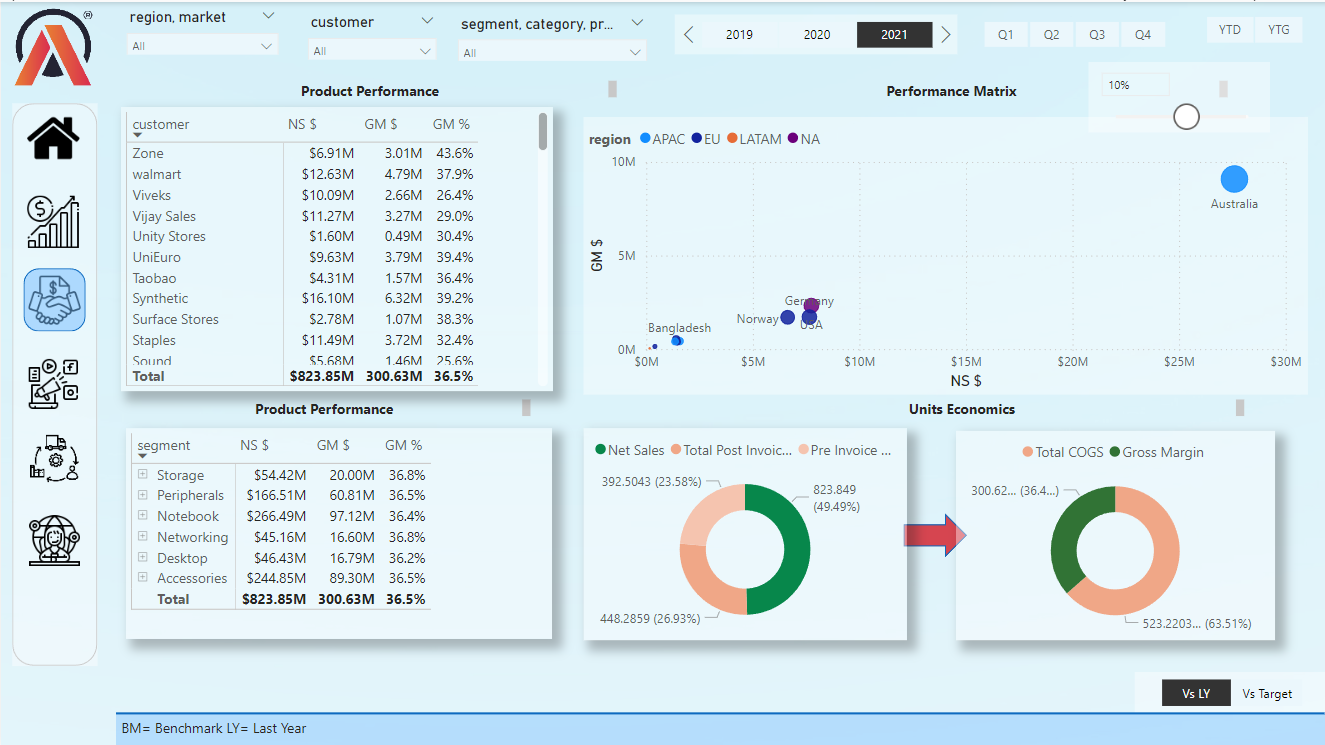 region, market
customer
segment, category, pr...
All
All
All
2019 2020 2021
Q1 Q2 Q3 Q4
YTD YTG
10%
Product Performance
customer NS $ GM $ GM %
Zone $6.91M 3.01M 43.6%
walmart $12.63M 4.79M 37.9%
Viveks $10.09M 2.66M 26.4%
Vijay Sales $11.27M 3.27M 29.0%
Unity Stores $1.60M 0.49M 30.4%
UniEuro $9.63M 3.79M 39.4%
Taobao $4.31M 1.57M 36.4%
Synthetic $16.10M 6.32M 39.2%
Surface Stores $2.78M 1.07M 38.3%
Staples $11.49M 3.72M 32.4%
Sound $5.68M 1.46M 25.6%
Total $823.85M 300.63M 36.5%
Performance Matrix
region APAC EU LATAM NA
10M
5M
0M
GM $
Australia
Germany
Norway
USA
Bangladesh
$0M $5M $10M $15M $20M $25M $30M
NS $
Product Performance
segment NS $ GM $ GM %
Storage $54.42M 20.00M 36.8%
Peripherals $166.51M 60.81M 36.5%
Notebook $266.49M 97.12M 36.4%
Networking $45.16M 16.60M 36.8%
Desktop $46.43M 16.79M 36.2%
Accessories $244.85M 89.30M 36.5%
Total $823.85M 300.63M 36.5%
Units Economics
Net Sales Total Post Invoic... Pre Invoice ...
392.5043 (23.58%)
823.849
(49.49%)
448.2859 (26.93%)
Total COGS Gross Margin
300.62... (36.4...)
523.2203... (63.51%)
Vs LY Vs Target
BM= Benchmark LY= Last Year